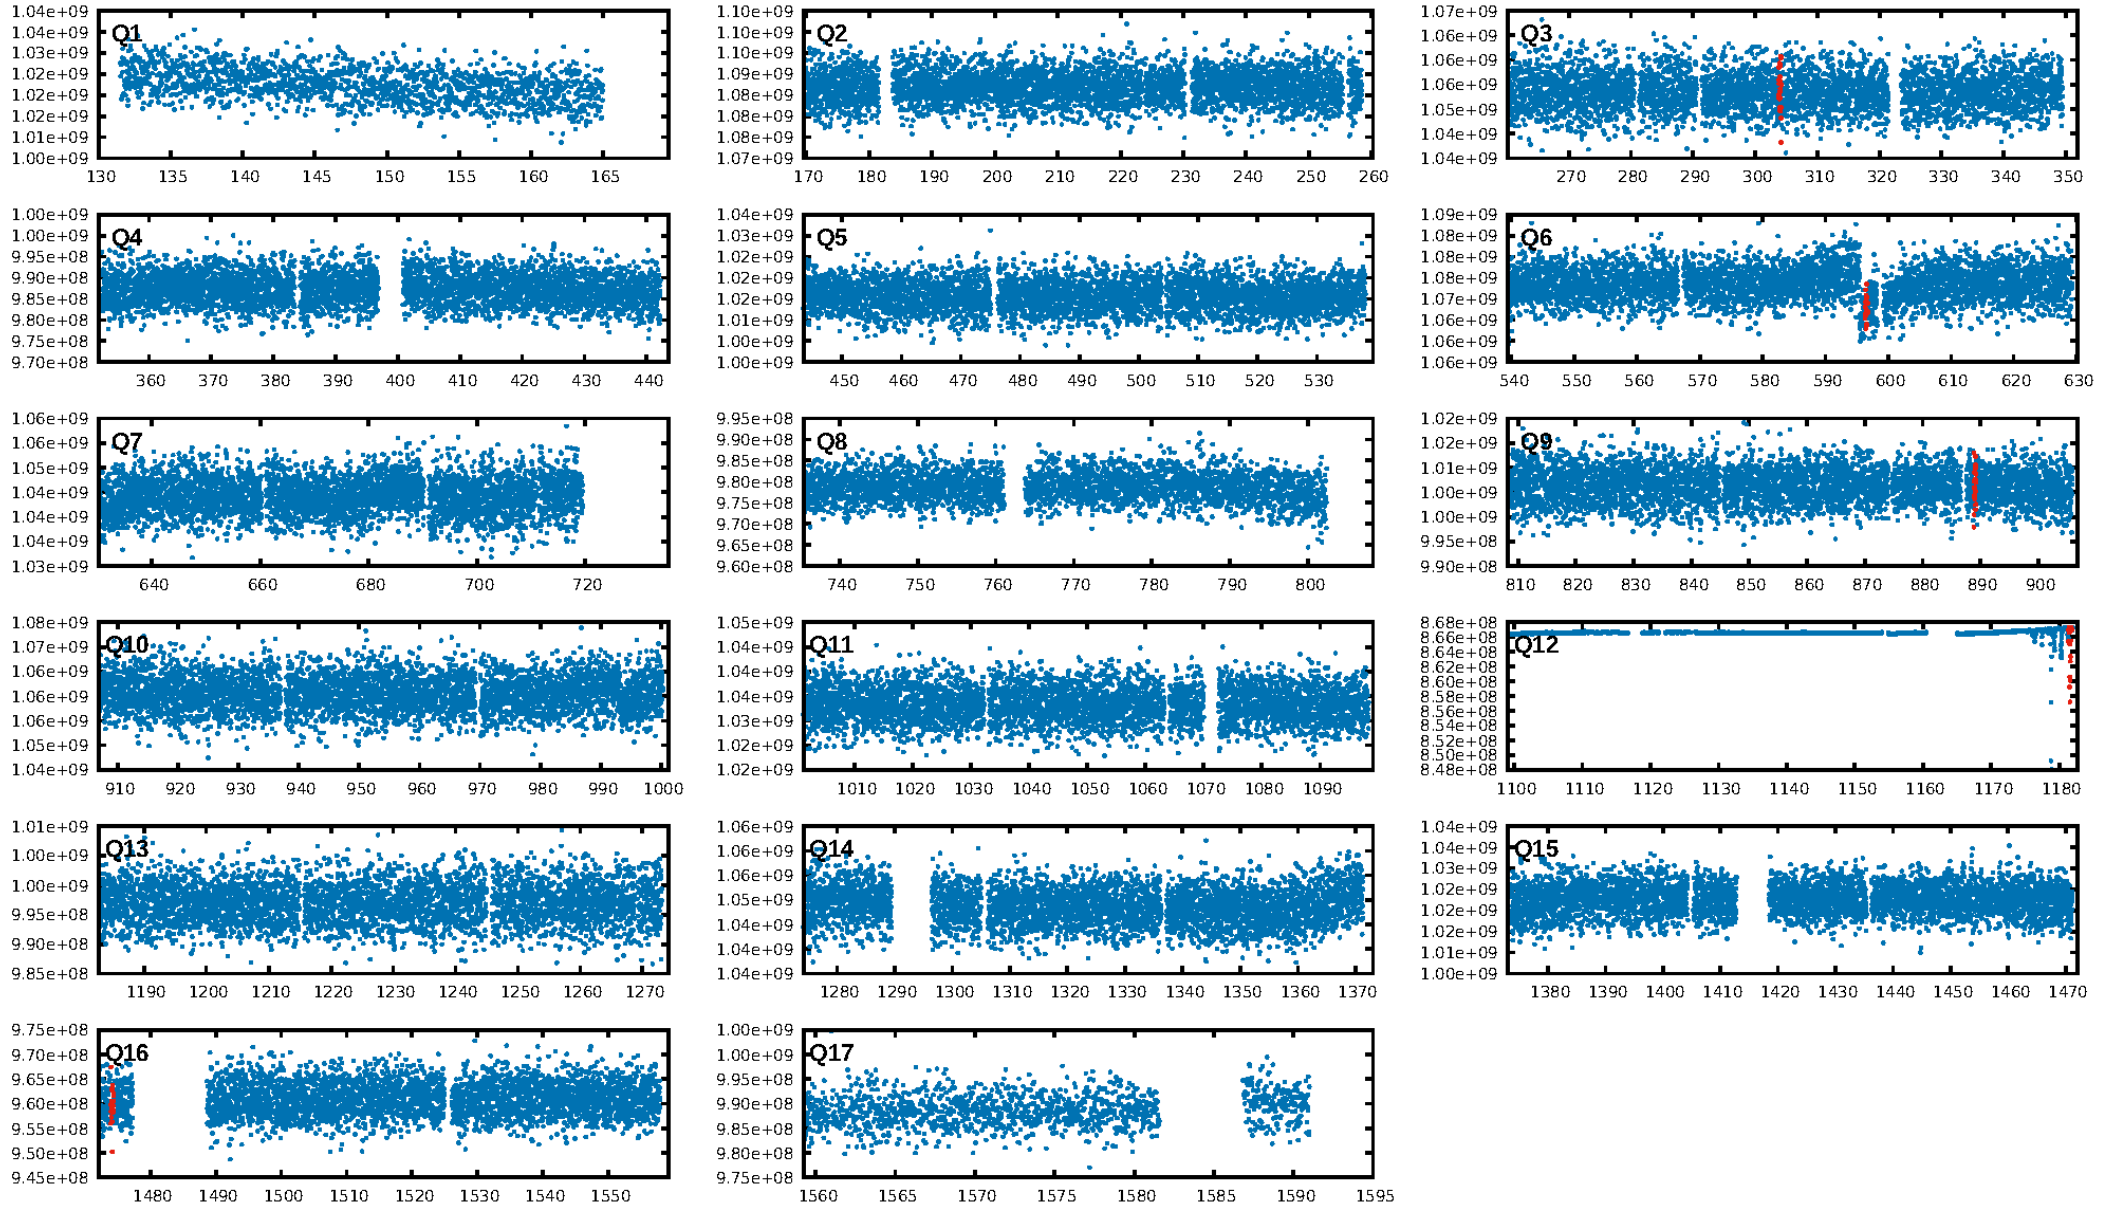 1.04e+09 1.04e+09 1.03e+09 1.02e+09 1.02e+09 1.02e+09 1.01e+09 1.00e+09
Q1
130 135 140 145 150 155 160 165
1.10e+09 1.10e+09 1.09e+09 1.09e+09 1.08e+09 1.08e+09 1.08e+09 1.07e+09
Q2
170 180 190 200 210 220 230 240 250 260
1.07e+09 1.06e+09 1.06e+09 1.06e+09 1.05e+09 1.04e+09 1.04e+09
Q3
270 280 290 300 310 320 330 340 350
1.00e+09 1.00e+09 9.95e+08 9.90e+08 9.85e+08 9.80e+08 9.75e+08 9.70e+08
Q4
360 370 380 390 400 410 420 430 440
1.04e+09 1.03e+09 1.02e+09 1.02e+09 1.02e+09 1.01e+09 1.01e+09 1.00e+09
Q5
450 460 470 480 490 500 510 520 530
1.09e+09 1.08e+09 1.08e+09 1.08e+09 1.07e+09 1.06e+09 1.06e+09 1.06e+09
Q6
540 550 560 570 580 590 600 610 620 630
1.06e+09 1.06e+09 1.05e+09 1.04e+09 1.04e+09 1.04e+09 1.03e+09
Q7
640 660 680 700 720
9.95e+08 9.90e+08 9.85e+08 9.80e+08 9.75e+08 9.70e+08 9.65e+08 9.60e+08
Q8
740 750 760 770 780 790 800
1.02e+09 1.02e+09 1.01e+09 1.00e+09 1.00e+09 9.95e+08 9.90e+08
Q9
810 820 830 840 850 860 870 880 890 900
1.08e+09 1.07e+09 1.06e+09 1.06e+09 1.06e+09 1.05e+09 1.04e+09
Q10
910 920 930 940 950 960 970 980 990 1000
1.05e+09 1.04e+09 1.04e+09 1.04e+09 1.03e+09 1.02e+09 1.02e+09
Q11
1010 1020 1030 1040 1050 1060 1070 1080 1090
8.68e+08 8.66e+08 8.64e+08 8.62e+08 8.60e+08 8.58e+08 8.56e+08 8.54e+08 8.52e+08 8.50e+08 8.48e+08
Q12
1100 1110 1120 1130 1140 1150 1160 1170 1180
1.01e+09 1.00e+09 1.00e+09 9.95e+08 9.90e+08 9.85e+08
Q13
1190 1200 1210 1220 1230 1240 1250 1260 1270
1.06e+09 1.06e+09 1.05e+09 1.05e+09 1.04e+09 1.04e+09 1.04e+09
Q14
1280 1290 1300 1310 1320 1330 1340 1350 1360 1370
1.04e+09 1.03e+09 1.03e+09 1.02e+09 1.02e+09 1.02e+09 1.01e+09 1.00e+09
Q15
1380 1390 1400 1410 1420 1430 1440 1450 1460 1470
9.75e+08 9.70e+08 9.65e+08 9.60e+08 9.55e+08 9.50e+08 9.45e+08
Q16
1480 1490 1500 1510 1520 1530 1540 1550
1.00e+09 1.00e+09 9.95e+08 9.90e+08 9.85e+08 9.80e+08 9.75e+08
Q17
1560 1565 1570 1575 1580 1585 1590 1595